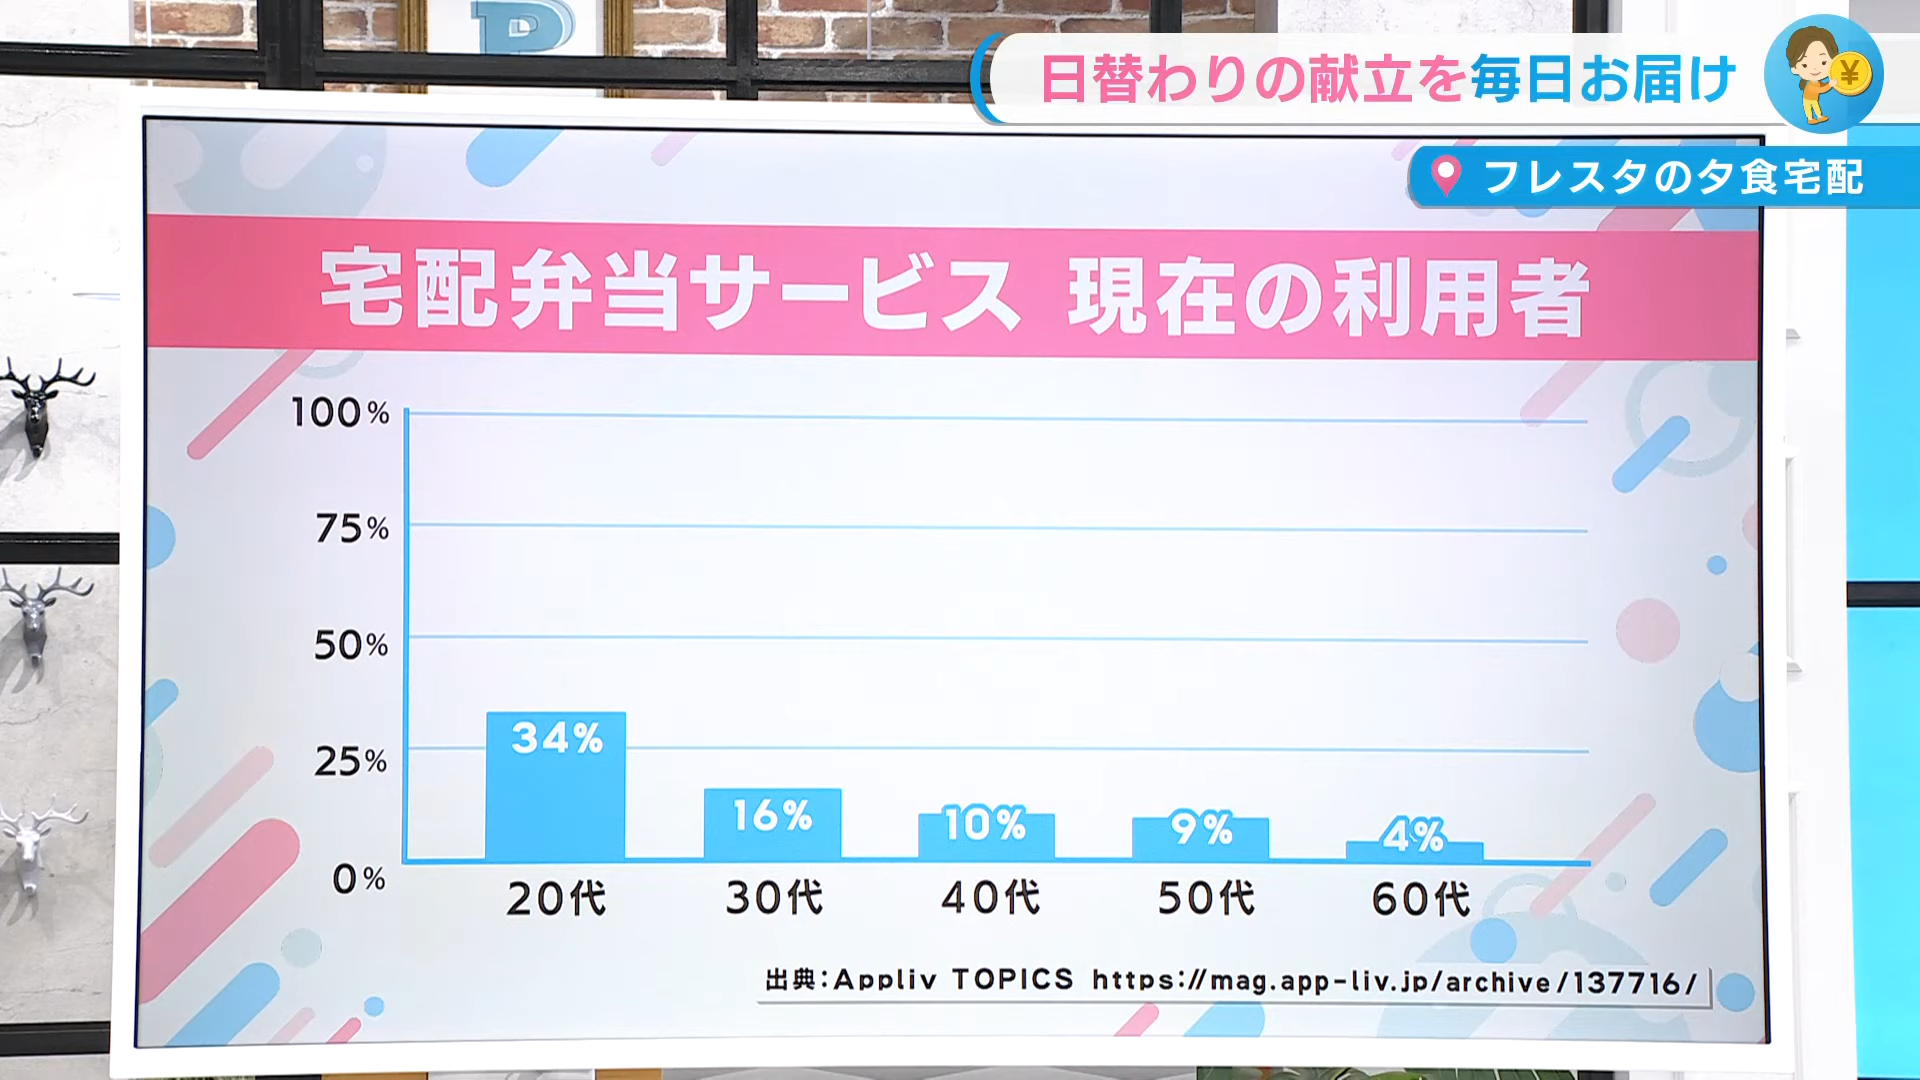 P
日替わりの献立を毎日お届け
¥
フレスタの夕食宅配
宅配弁当サービス 現在の利用者
100%
75%
50%
25%
0%
34%
16%
10%
9%
4%
20代
30代
40代
50代
60代
出典：Appliv TOPICS https://mag.app-liv.jp/archive/137716/